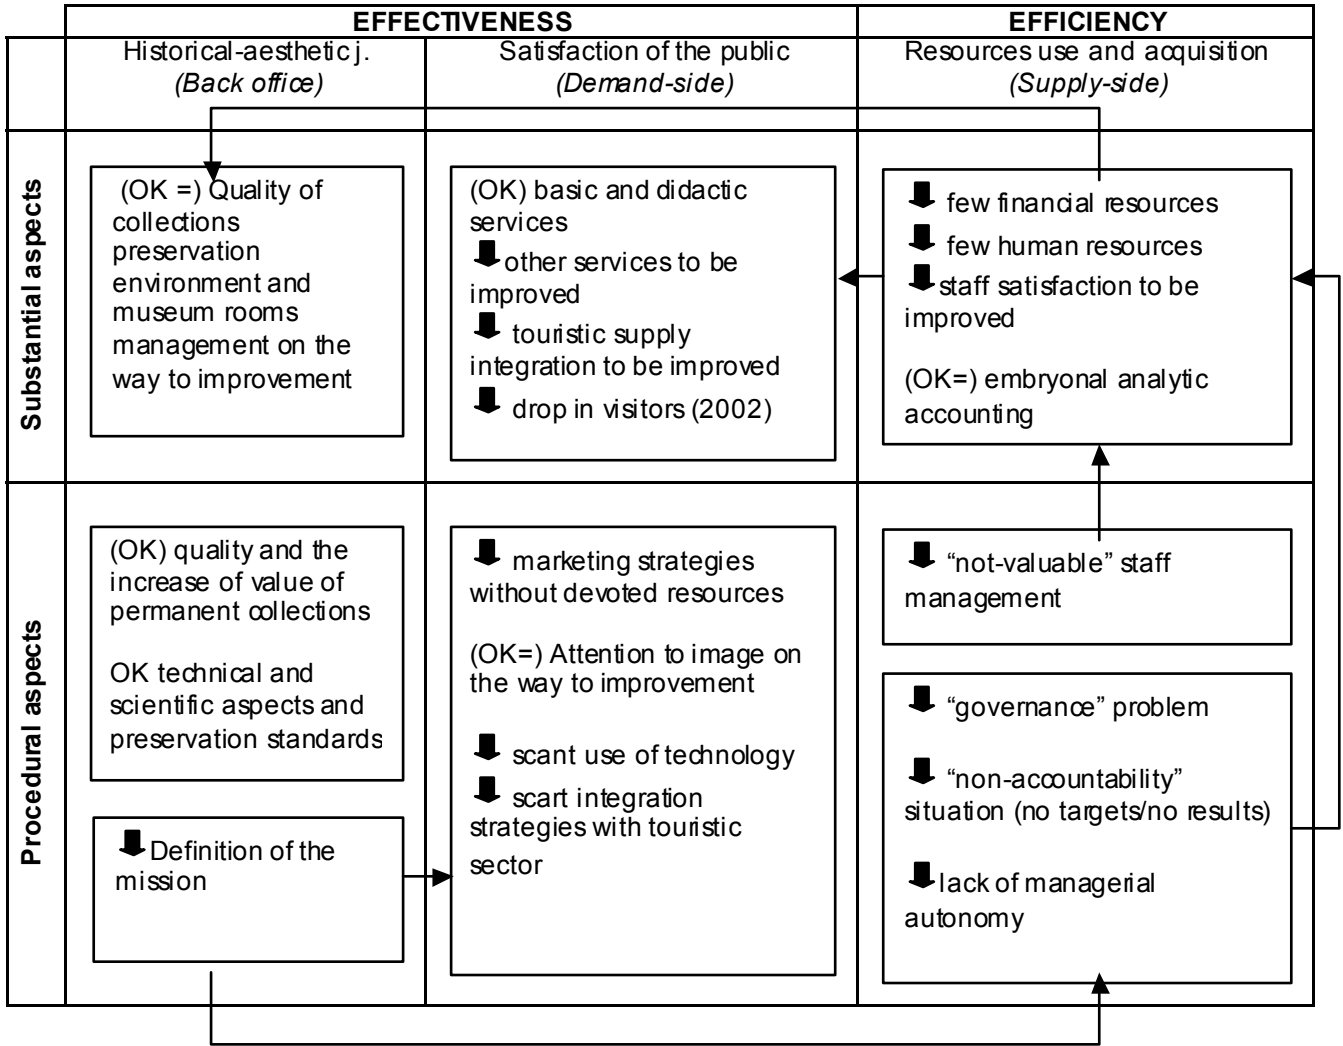 EFFECTIVENESS
EFFICIENCY
Historical-aesthetic j.
(Back office)
Satisfaction of the public
(Demand-side)
Resources use and acquisition
(Supply-side)
Substantial aspects
(OK =) Quality of
collections
preservation
environment and
museum rooms
management on the
way to improvement
(OK) basic and didactic
services
other services to be
improved
touristic supply
integration to be improved
drop in visitors (2002)
few financial resources
few human resources
staff satisfaction to be
improved
(OK=) embryonal analytic
accounting
Procedural aspects
(OK) quality and the
increase of value of
permanent collections
OK technical and
scientific aspects and
preservation standards
Definition of the
mission
marketing strategies
without devoted resources
(OK=) Attention to image on
the way to improvement
scant use of technology
scart integration
strategies with touristic
sector
“not-valuable” staff
management
“governance” problem
“non-accountability”
situation (no targets/no results)
lack of managerial
autonomy